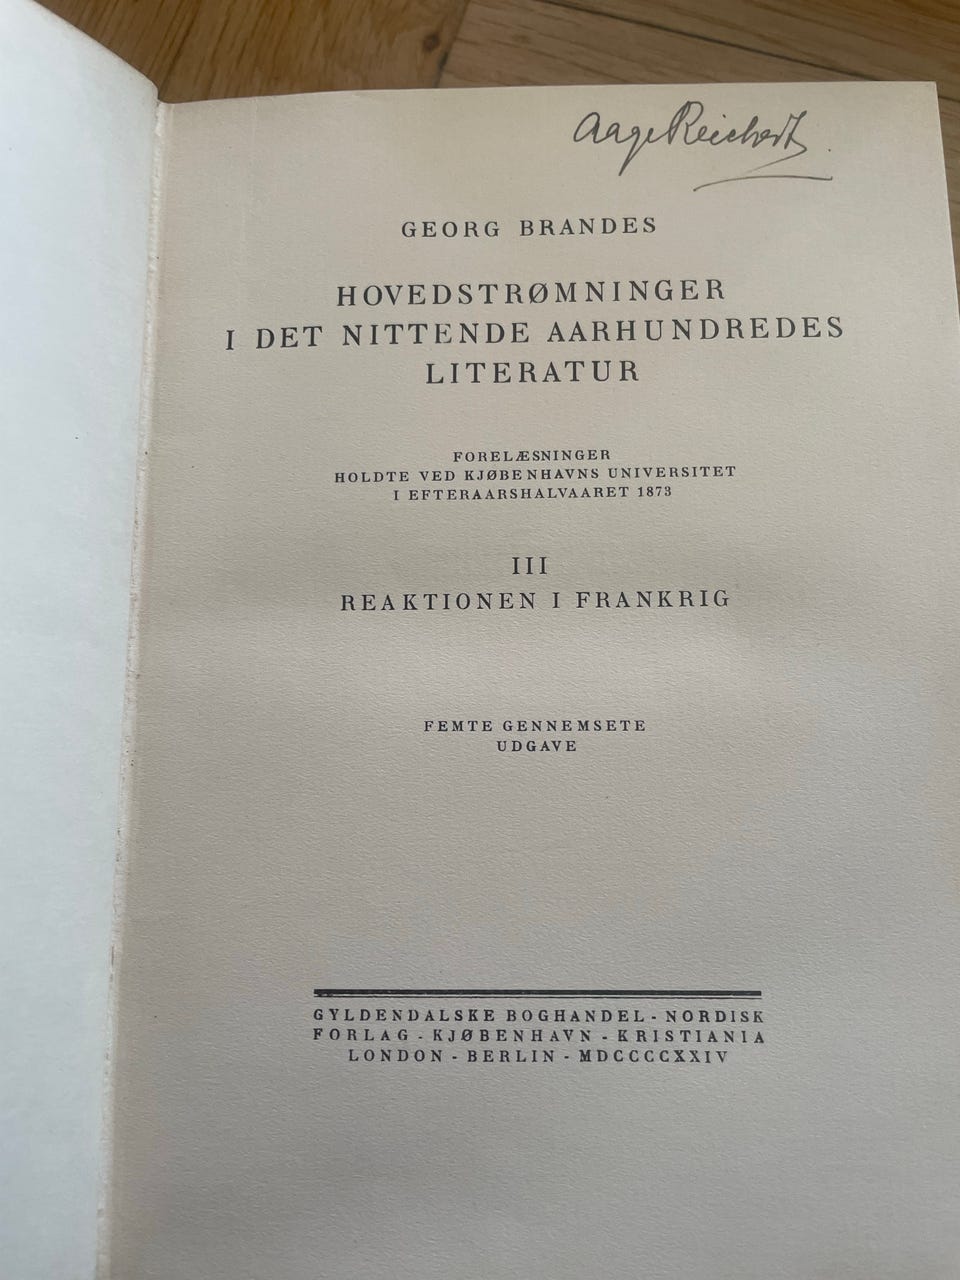 Aage Reichardt
GEORG BRANDES
HOVEDSTRØMNINGER
I DET NITTENDE AARHUNDREDES
LITERATUR
FORELÆSNINGER
HOLDTE VED KJØBENHAVNS UNIVERSITET
I EFTERAARSHALVAARET 1873
III
REAKTIONEN I FRANKRIG
FEMTE GENNEMSETE
UDGAVE
GYLDENDALSKE BOGHANDEL - NORDISK
FORLAG - KJØBENHAVN - KRISTIANIA
LONDON - BERLIN - MDCCCCXXIV